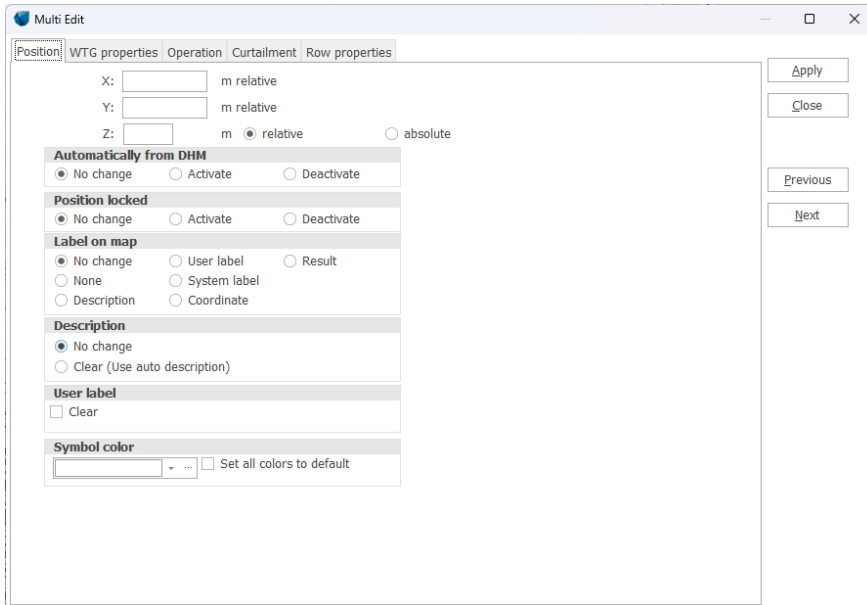 Multi Edit
Position WTG properties Operation Curtailment Row properties
X: m relative
Y: m relative
Z: m relative absolute
Automatically from DHM
No change Activate Deactivate
Position locked
No change Activate Deactivate
Label on map
No change User label Result
None System label
Description Coordinate
Description
No change
Clear (Use auto description)
User label
Clear
Symbol color
... Set all colors to default
Apply
Close
Previous
Next